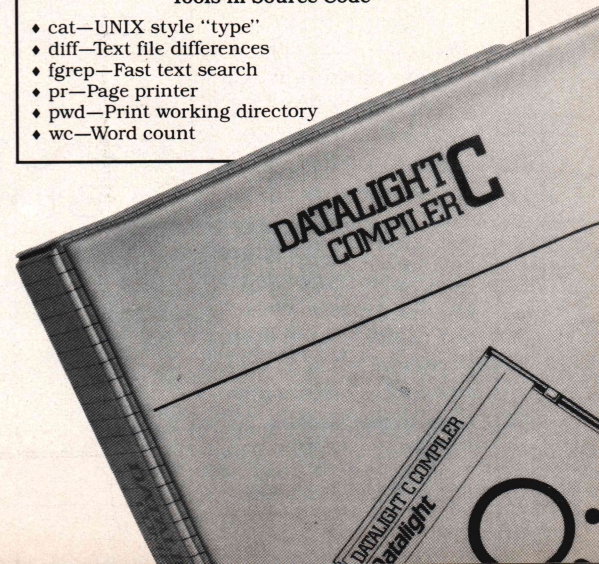 Tools in Source Code
♦ cat—UNIX style “type”
♦ diff—Text file differences
♦ fgrep—Fast text search
♦ pr—Page printer
♦ pwd—Print working directory
♦ wc—Word count
DATALIGHT C
COMPILER
DATALIGHT C COMPILER
Datalight